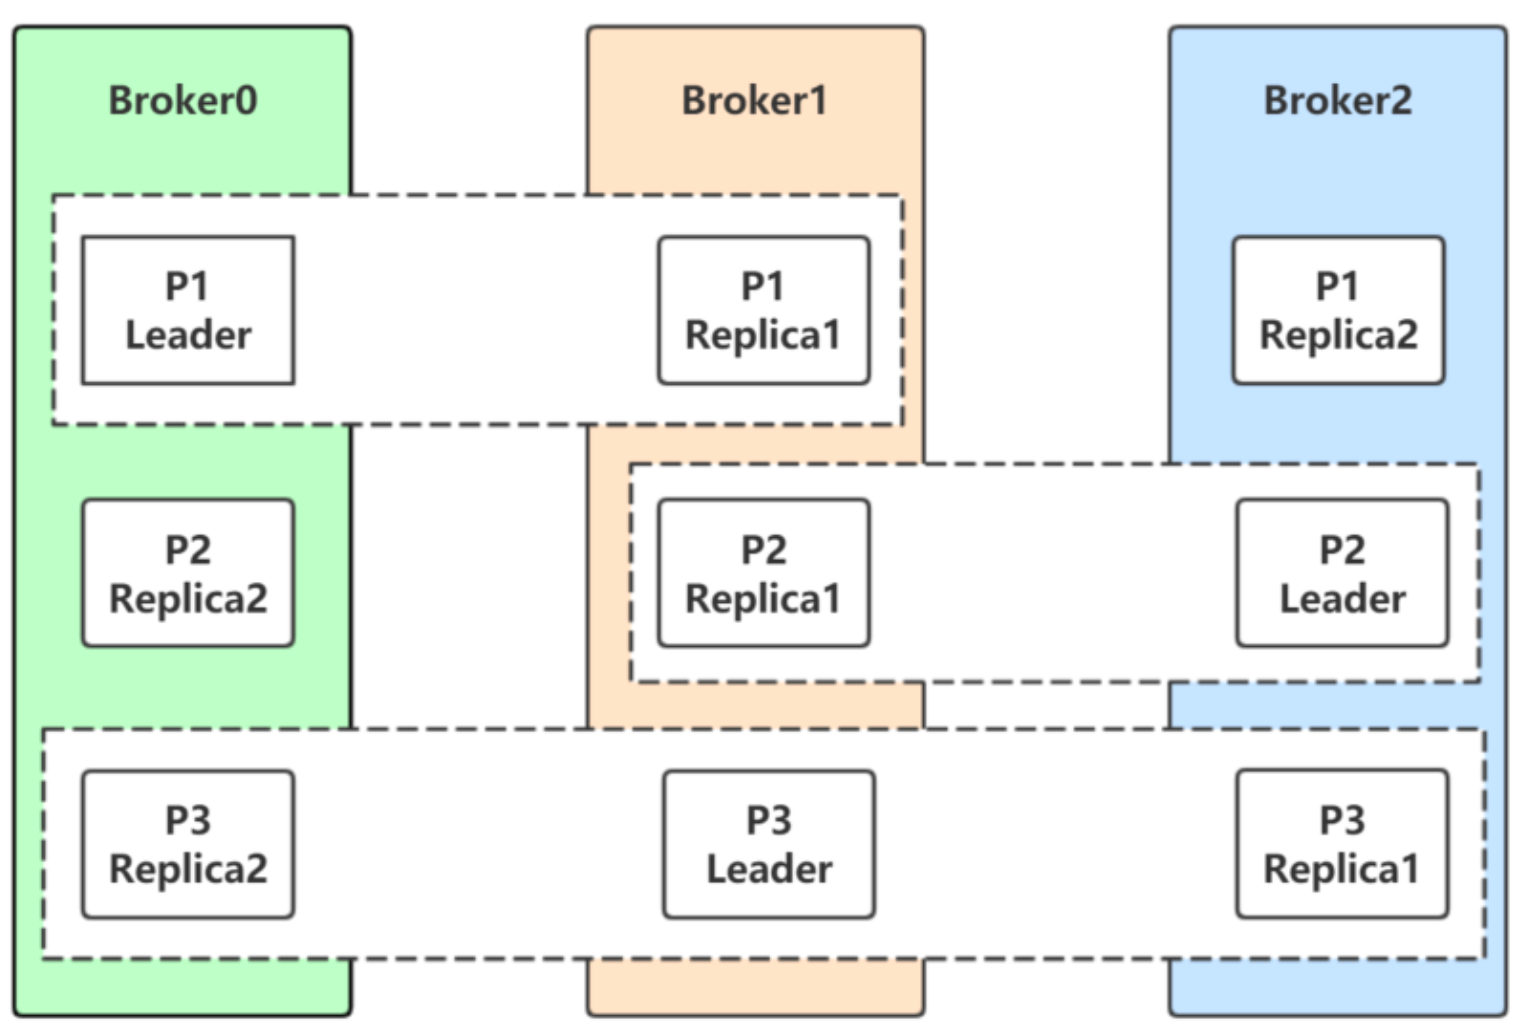 Broker0
Broker1
Broker2
P1
Leader
P1
Replica1
P1
Replica2
P2
Replica2
P2
Replica1
P2
Leader
P3
Replica2
P3
Leader
P3
Replica1